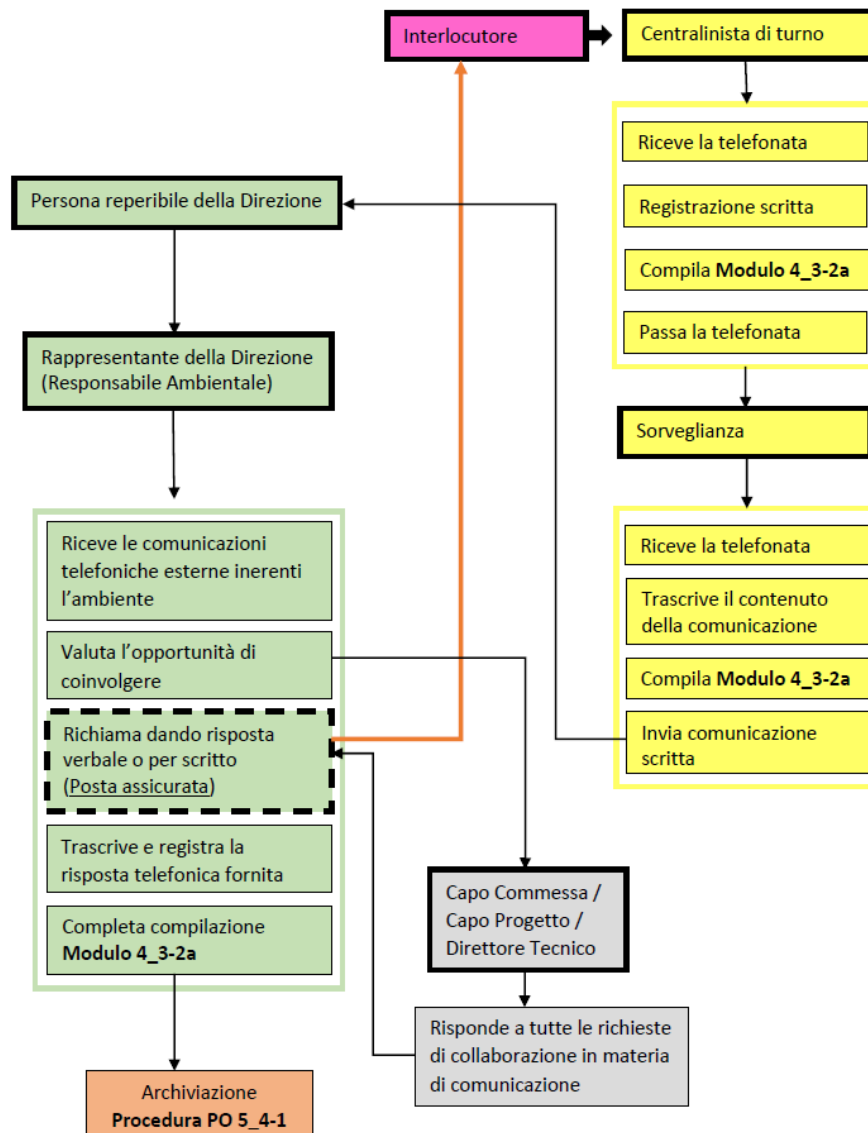 Interlocutore
Centralinista di turno
Riceve la telefonata
Registrazione scritta
Compila Modulo 4_3-2a
Passa la telefonata
Sorveglianza
Riceve la telefonata
Trascrive il contenuto
della comunicazione
Compila Modulo 4_3-2a
Invia comunicazione
scritta
Persona reperibile della Direzione
Rappresentante della Direzione
(Responsabile Ambientale)
Riceve le comunicazioni
telefoniche esterne inerenti
l’ambiente
Valuta l’opportunità di
coinvolgere
Richiama dando risposta
verbale o per scritto
(Posta assicurata)
Trascrive e registra la
risposta telefonica fornita
Completa compilazione
Modulo 4_3-2a
Capo Commessa /
Capo Progetto /
Direttore Tecnico
Risponde a tutte le richieste
di collaborazione in materia
di comunicazione
Archiviazione
Procedura PO 5_4-1